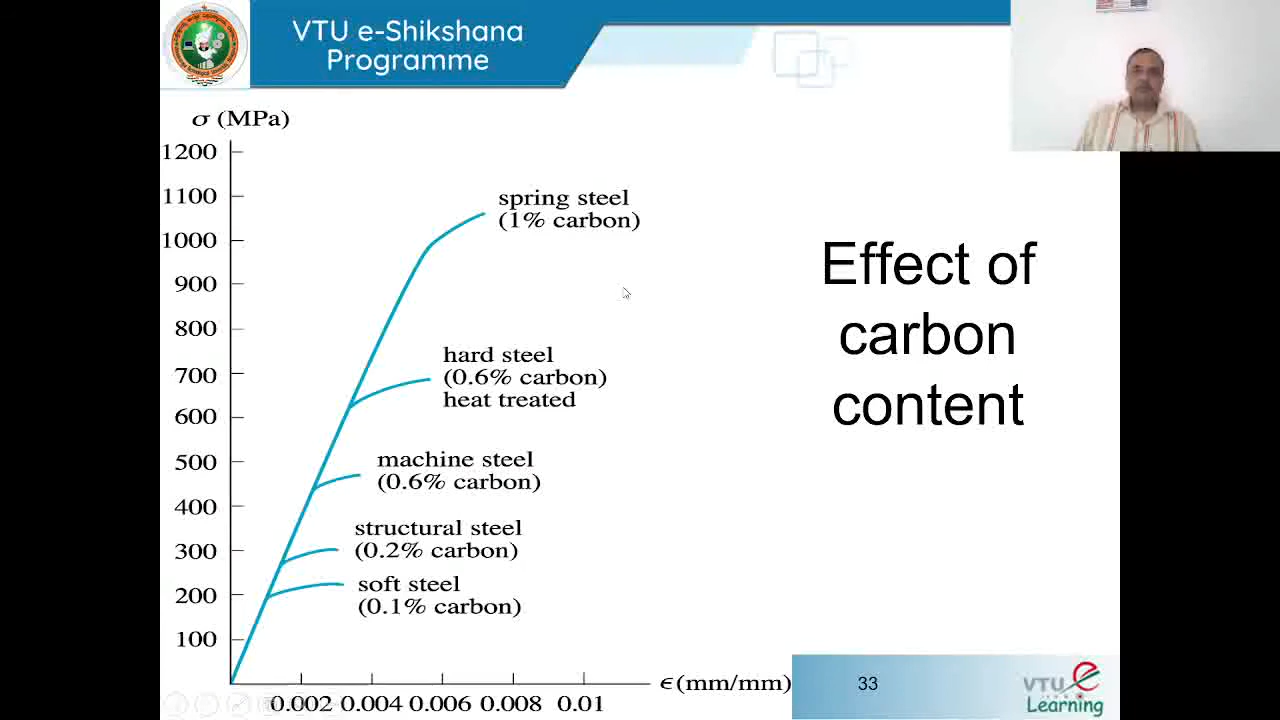 VTU e-Shikshana
Programme
σ (MPa)
1200
1100
1000
900
800
700
600
500
400
300
200
100
spring steel
(1% carbon)
hard steel
(0.6% carbon)
heat treated
machine steel
(0.6% carbon)
structural steel
(0.2% carbon)
soft steel
(0.1% carbon)
0.002 0.004 0.006 0.008 0.01
ϵ (mm/mm)
Effect of
carbon
content
33
VTU e
Learning